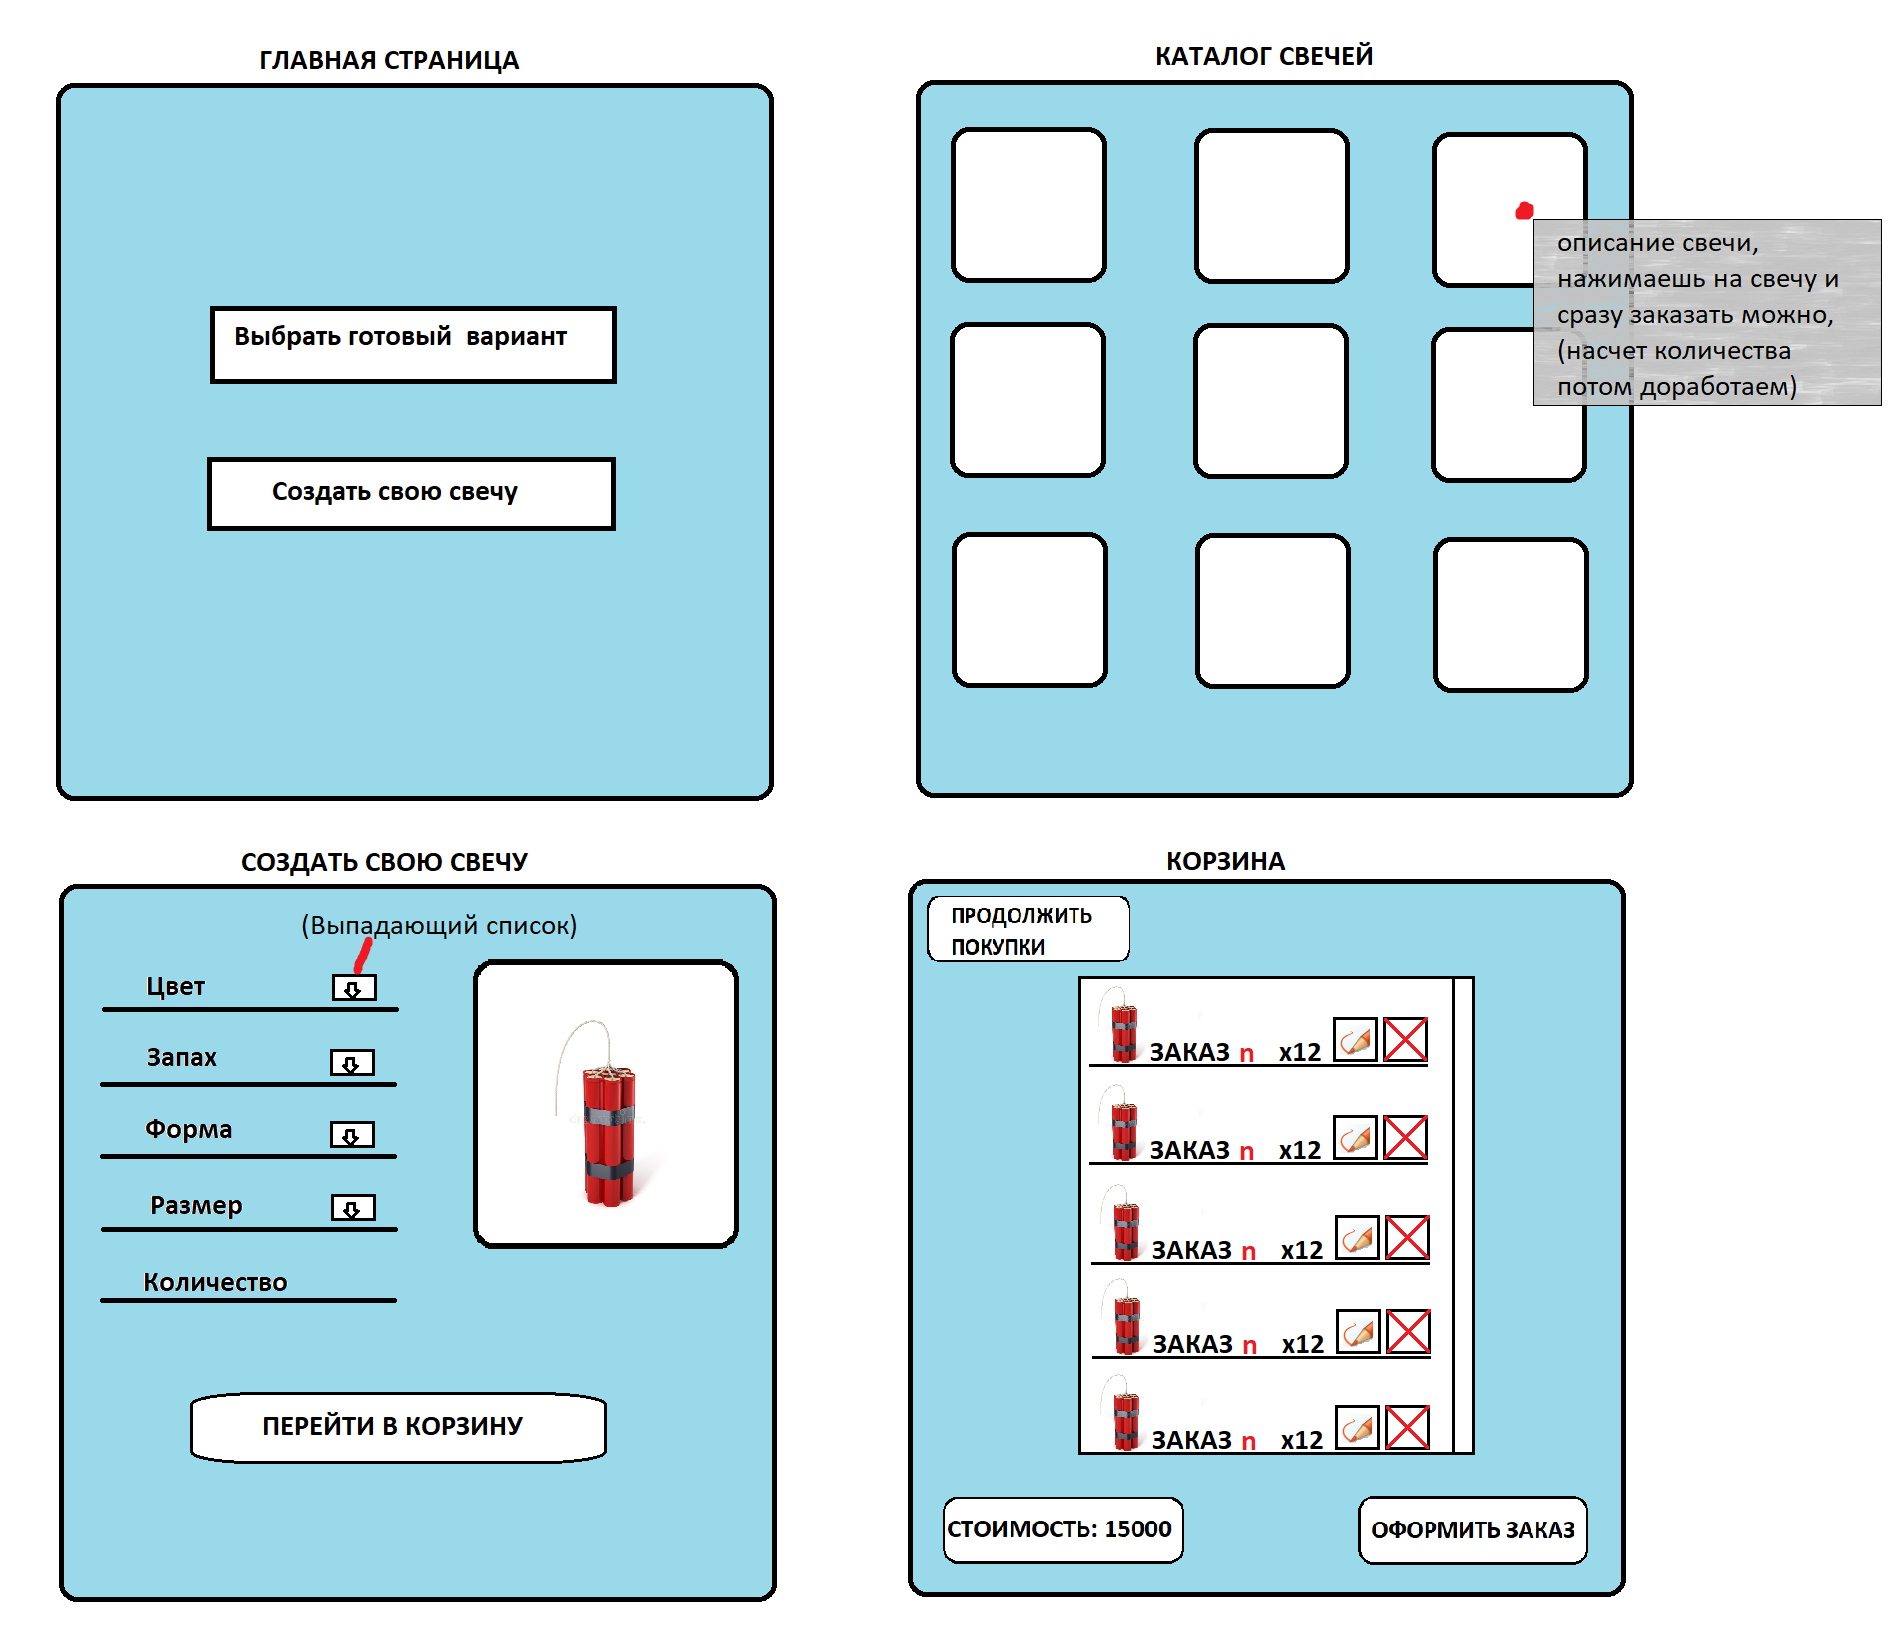 ГЛАВНАЯ СТРАНИЦА
Выбрать готовый вариант
Создать свою свечу
КАТАЛОГ СВЕЧЕЙ
описание свечи,
нажимаешь на свечу и
сразу заказать можно,
(насчет количества
потом доработаем)
СОЗДАТЬ СВОЮ СВЕЧУ
(Выпадающий список)
Цвет
Запах
Форма
Размер
Количество
ПЕРЕЙТИ В КОРЗИНУ
КОРЗИНА
ПРОДОЛЖИТЬ
ПОКУПКИ
ЗАКАЗ n x12
ЗАКАЗ n x12
ЗАКАЗ n x12
ЗАКАЗ n x12
ЗАКАЗ n x12
СТОИМОСТЬ: 15000
ОФОРМИТЬ ЗАКАЗ